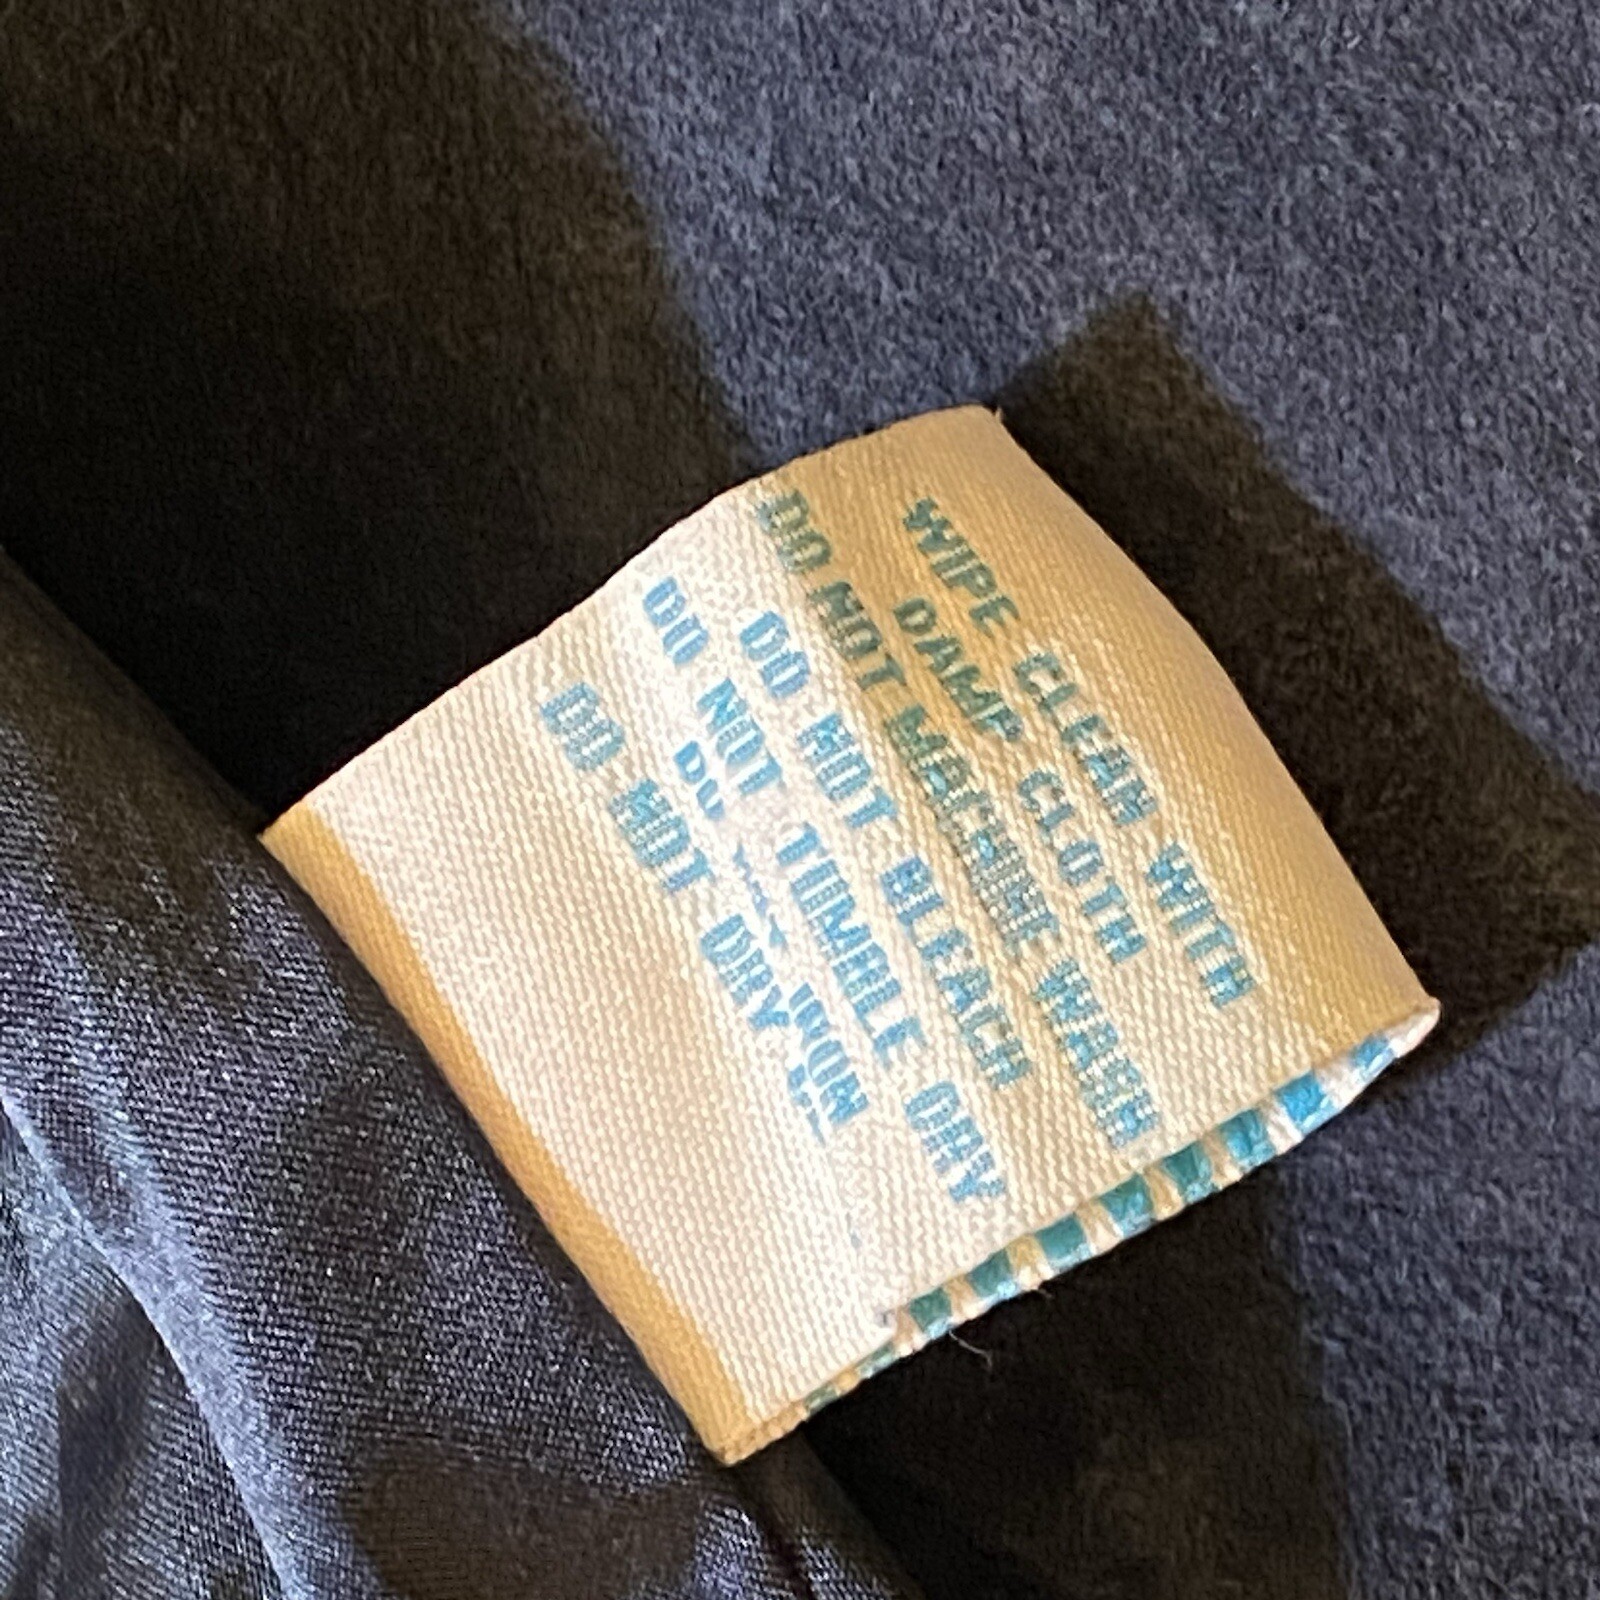 WIPE CLEAN WITH
DAMP CLOTH
DO NOT MACHINE WASH
DO NOT BLEACH
DO NOT TUMBLE DRY
DO NOT IRON
DO NOT DRY